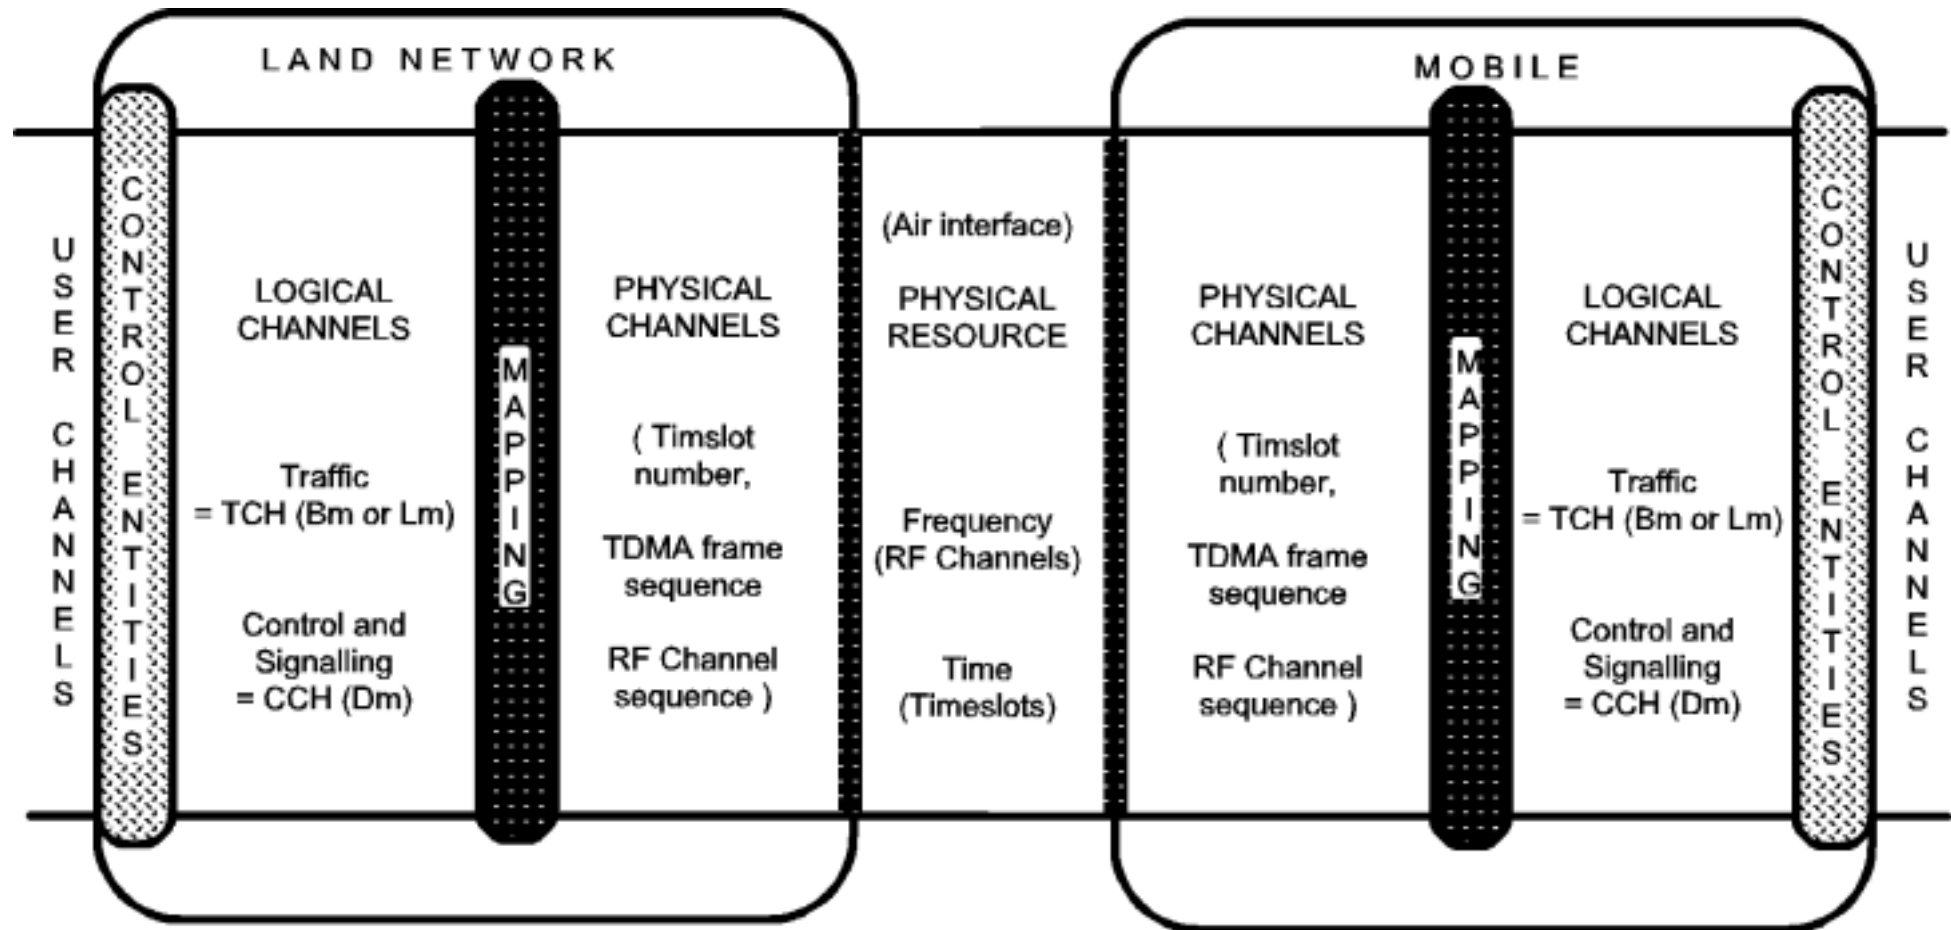 LAND NETWORK
MOBILE
USER CHANNELS
CONTROL ENTITIES
LOGICAL
CHANNELS
Traffic
= TCH (Bm or Lm)
Control and
Signalling
= CCH (Dm)
MAPPING
PHYSICAL
CHANNELS
( Timslot
number,
TDMA frame
sequence
RF Channel
sequence )
(Air interface)
PHYSICAL
RESOURCE
Frequency
(RF Channels)
Time
(Timeslots)
PHYSICAL
CHANNELS
( Timslot
number,
TDMA frame
sequence
RF Channel
sequence )
MAPPING
LOGICAL
CHANNELS
Traffic
= TCH (Bm or Lm)
Control and
Signalling
= CCH (Dm)
CONTROL ENTITIES
USER CHANNELS